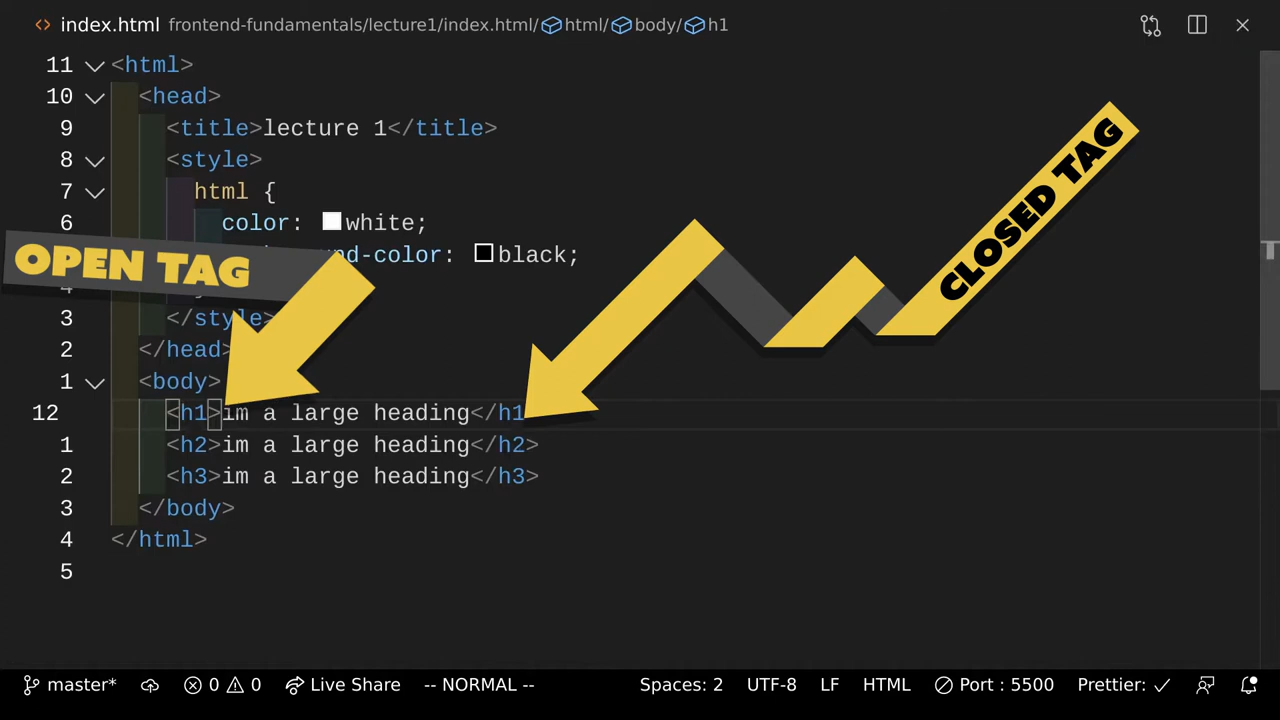 index.html frontend-fundamentals/lecture1/index.html/html/body/h1
11 <html>
10 <head>
9 <title>lecture 1</title>
8 <style>
7 html {
6 color: white;
nd-color: black;
OPEN TAG
CLOSED TAG
3 </style>
2 </head>
1 <body>
12 <h1>im a large heading</h1
1 <h2>im a large heading</h2>
2 <h3>im a large heading</h3>
3 </body>
4 </html>
5
master* 0 0 Live Share -- NORMAL -- Spaces: 2 UTF-8 LF HTML Port : 5500 Prettier: